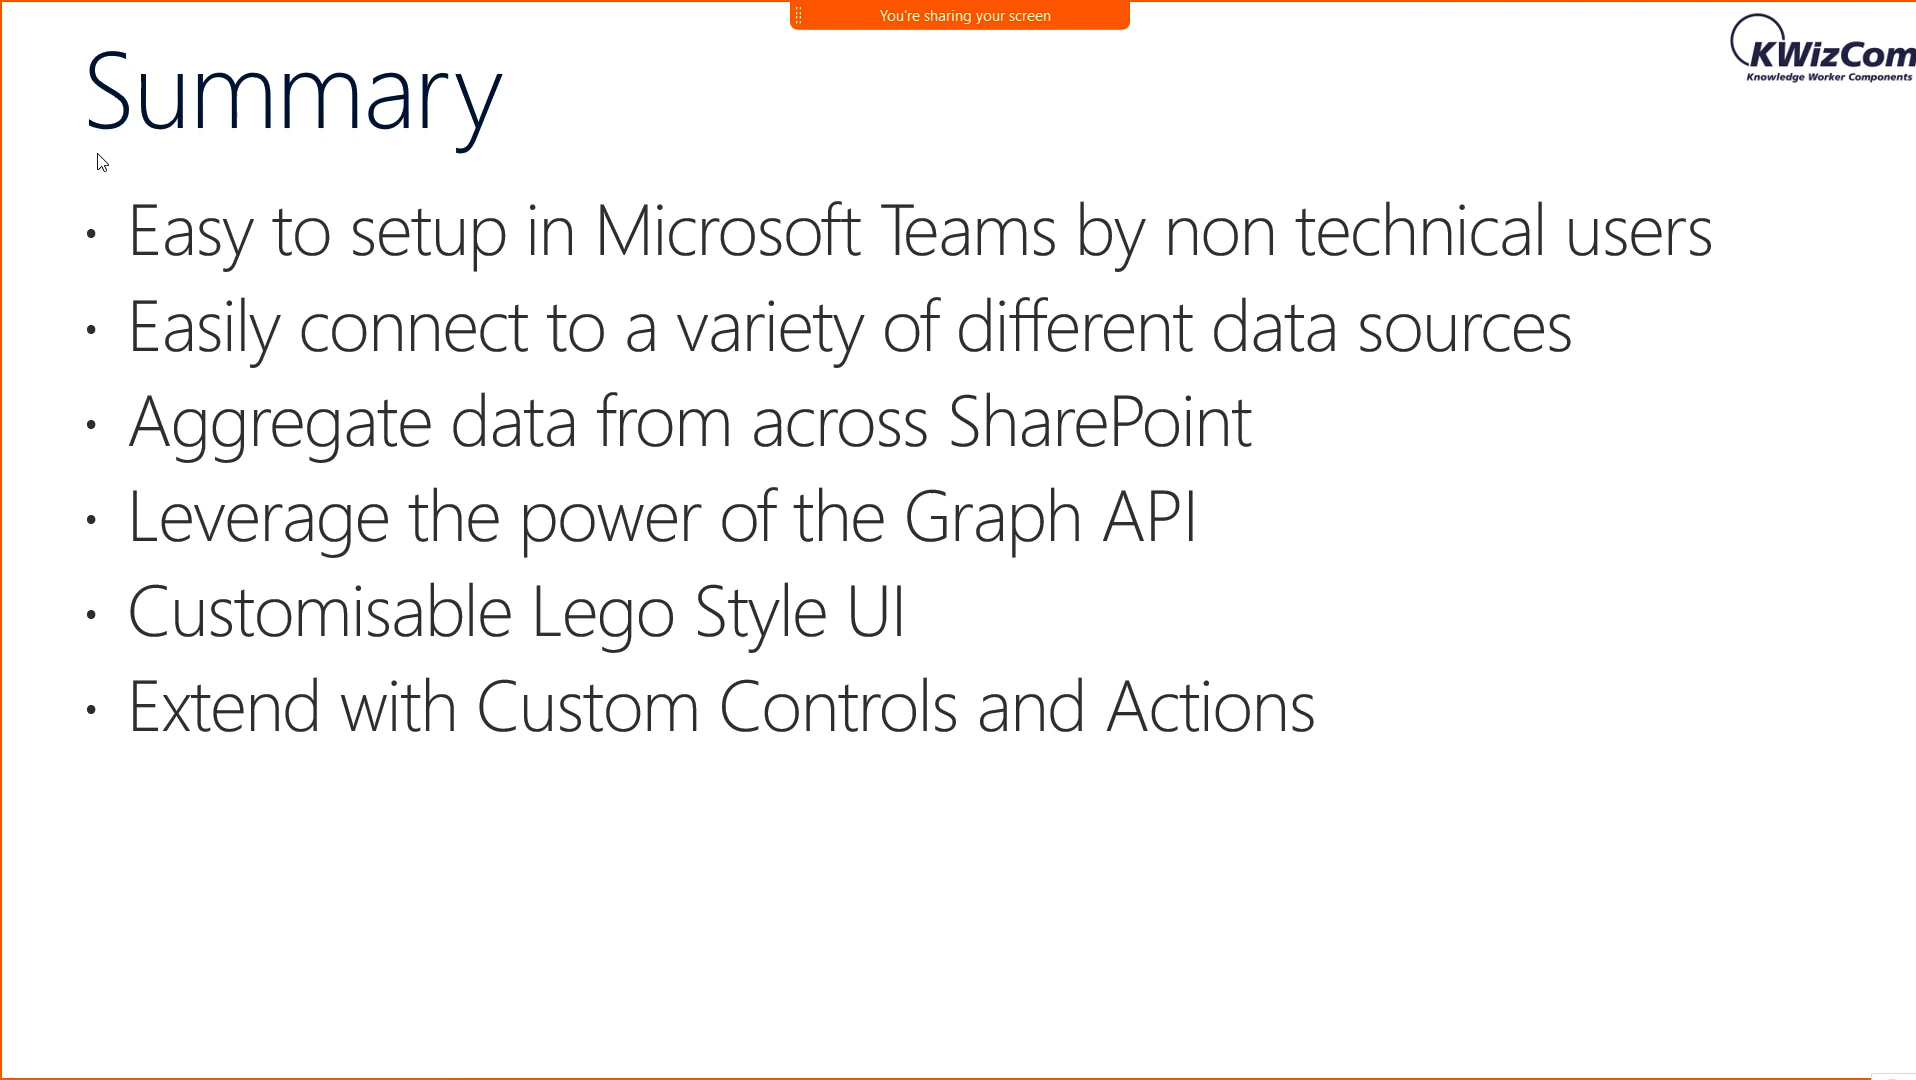 You're sharing your screen
KWizCom
Knowledge Worker Components
Summary
• Easy to setup in Microsoft Teams by non technical users
• Easily connect to a variety of different data sources
• Aggregate data from across SharePoint
• Leverage the power of the Graph API
• Customisable Lego Style UI
• Extend with Custom Controls and Actions